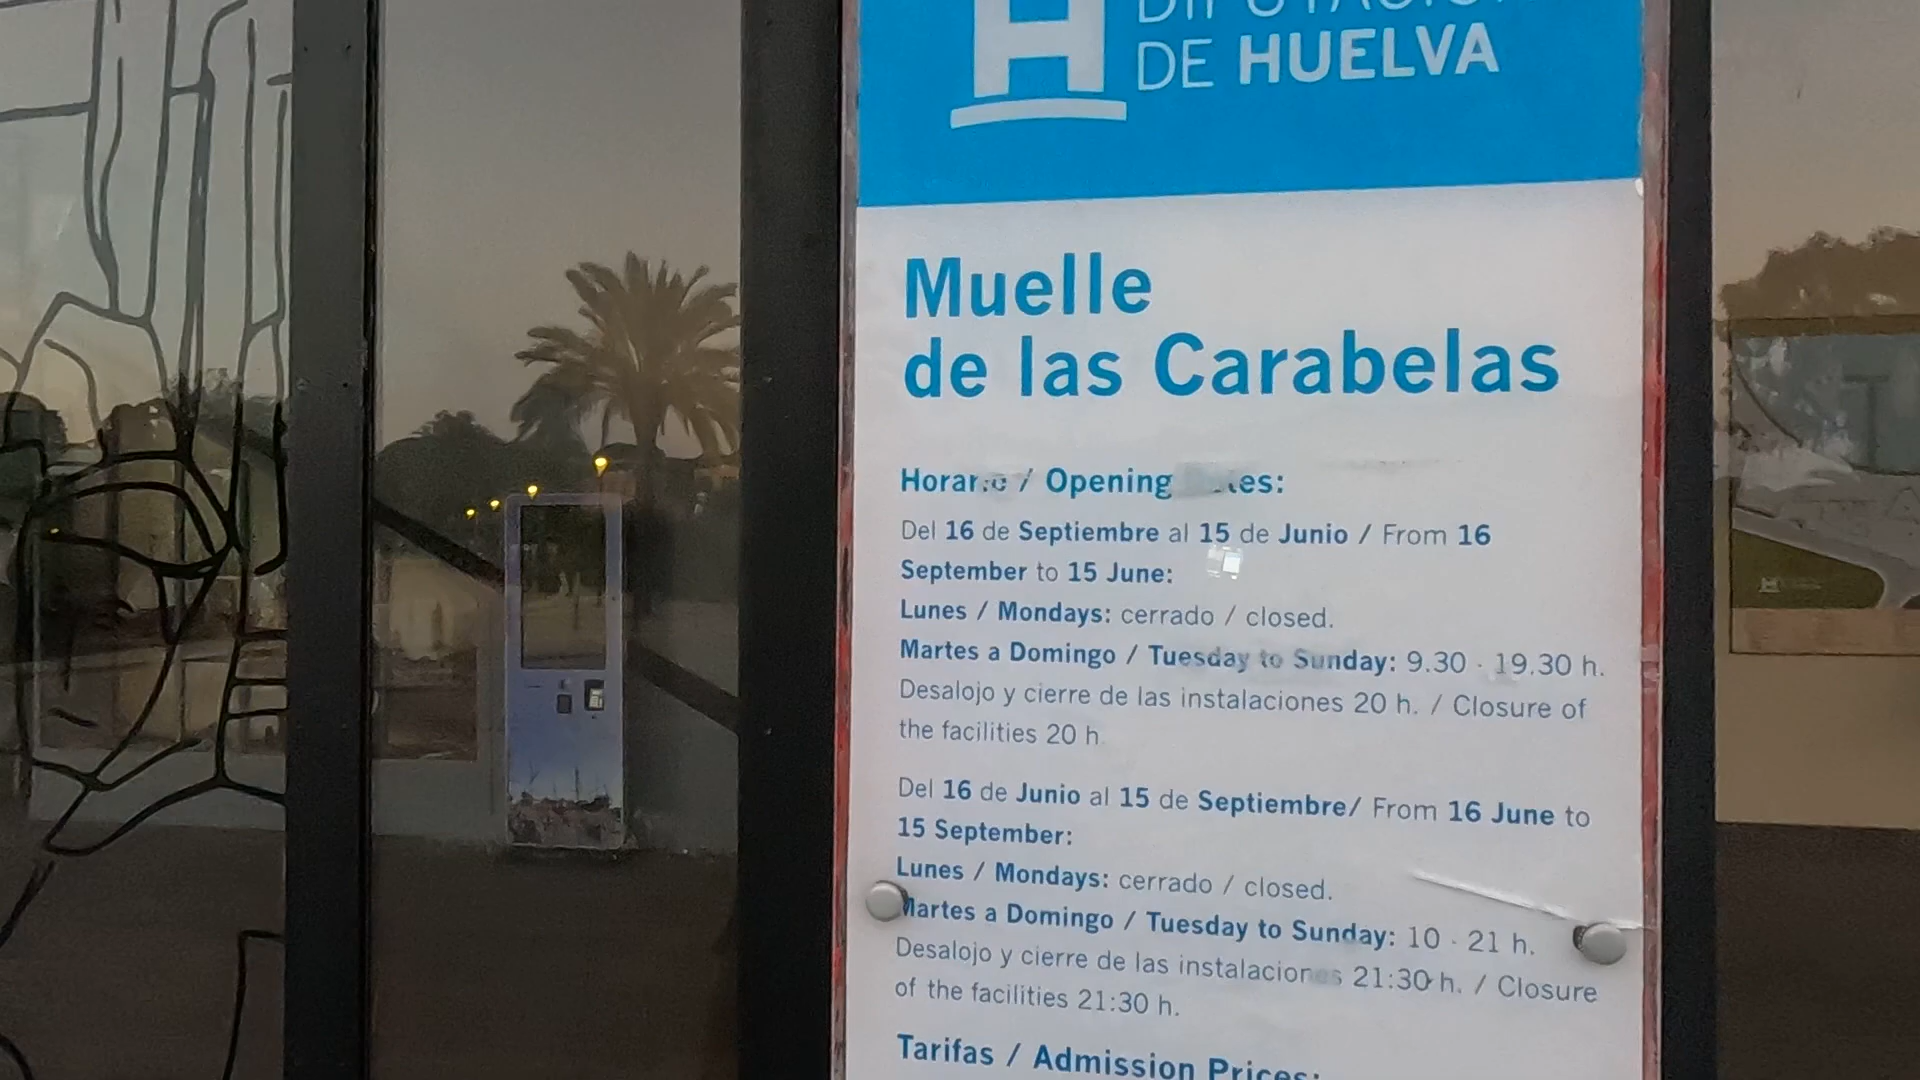 DE HUELVA
Muelle
de las Carabelas
Horario / Opening
Del 16 de Septiembre al 15 de Junio / From 16
September to 15 June:
Lunes / Mondays: cerrado / closed.
Martes a Domingo / Tuesday to Sunday: 9.30 - 19.30 h.
Desalojo y cierre de las instalaciones 20 h. / Closure of
the facilities 20 h.
Del 16 de Junio al 15 de Septiembre/ From 16 June to
15 September:
Lunes / Mondays: cerrado / closed.
Martes a Domingo / Tuesday to Sunday: 10 - 21 h.
Desalojo y cierre de las instalaciones 21:30 h. / Closure
of the facilities 21:30 h.
Tarifas / Admission Prices: